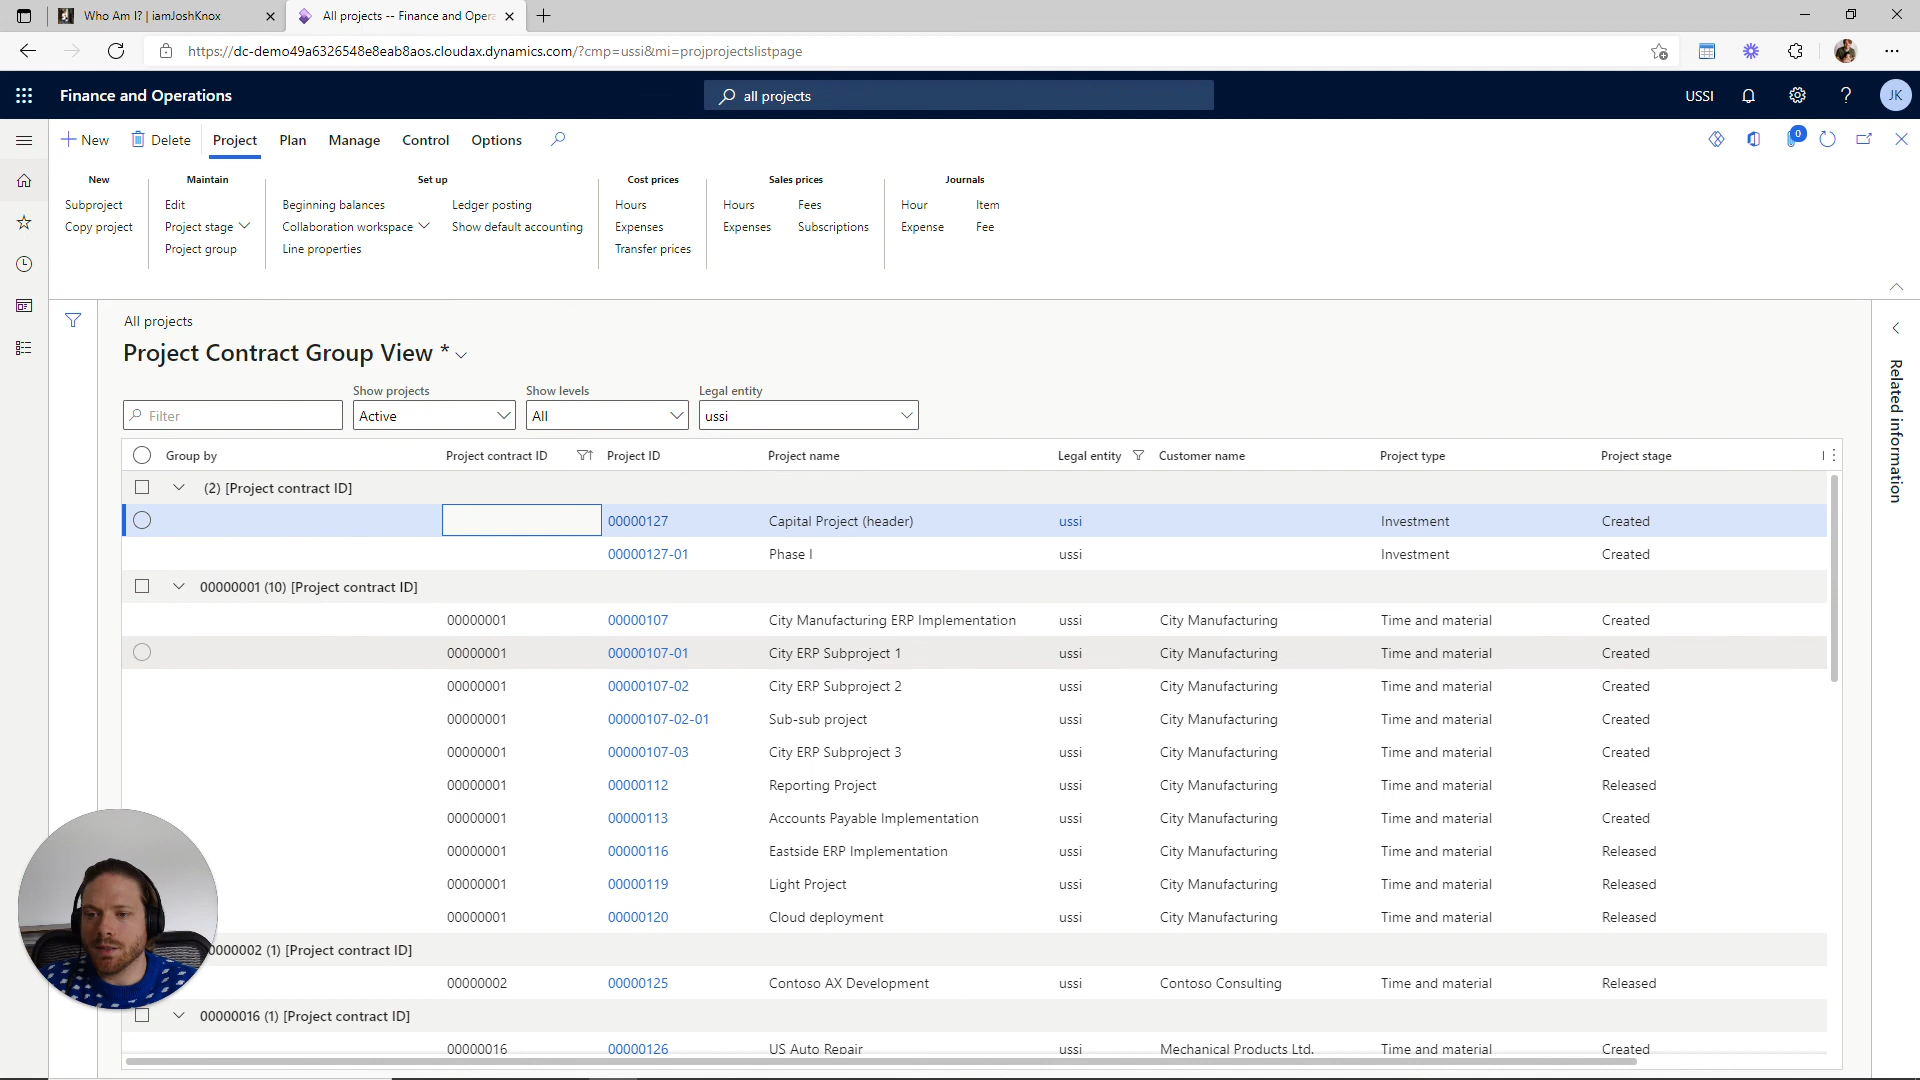 Who Am I? | iamJoshKnox
All projects -- Finance and Opera
https://dc-demo49a6326548e8eab8aos.cloudax.dynamics.com/?cmp=ussi&mi=projprojectslistpage
Finance and Operations
all projects
USSI
JK
New
Delete
Project
Plan
Manage
Control
Options
0
New
Subproject
Copy project
Maintain
Edit
Project stage
Project group
Set up
Beginning balances
Collaboration workspace
Line properties
Ledger posting
Show default accounting
Cost prices
Hours
Expenses
Transfer prices
Sales prices
Hours
Expenses
Fees
Subscriptions
Journals
Hour
Expense
Item
Fee
All projects
Project Contract Group View *
Show projects
Show levels
Legal entity
Filter
Active
All
ussi
Group by Project contract ID Project ID Project name Legal entity Customer name Project type Project stage
(2) [Project contract ID]
00000127 Capital Project (header) ussi Investment Created
00000127-01 Phase I ussi Investment Created
00000001 (10) [Project contract ID]
00000001 00000107 City Manufacturing ERP Implementation ussi City Manufacturing Time and material Created
00000001 00000107-01 City ERP Subproject 1 ussi City Manufacturing Time and material Created
00000001 00000107-02 City ERP Subproject 2 ussi City Manufacturing Time and material Created
00000001 00000107-02-01 Sub-sub project ussi City Manufacturing Time and material Created
00000001 00000107-03 City ERP Subproject 3 ussi City Manufacturing Time and material Created
00000001 00000112 Reporting Project ussi City Manufacturing Time and material Released
00000001 00000113 Accounts Payable Implementation ussi City Manufacturing Time and material Created
00000001 00000116 Eastside ERP Implementation ussi City Manufacturing Time and material Released
00000001 00000119 Light Project ussi City Manufacturing Time and material Released
00000001 00000120 Cloud deployment ussi City Manufacturing Time and material Released
0000002 (1) [Project contract ID]
00000002 00000125 Contoso AX Development ussi Contoso Consulting Time and material Released
00000016 (1) [Project contract ID]
00000016 00000126 US Auto Repair ussi Mechanical Products Ltd. Time and material Created
Related information